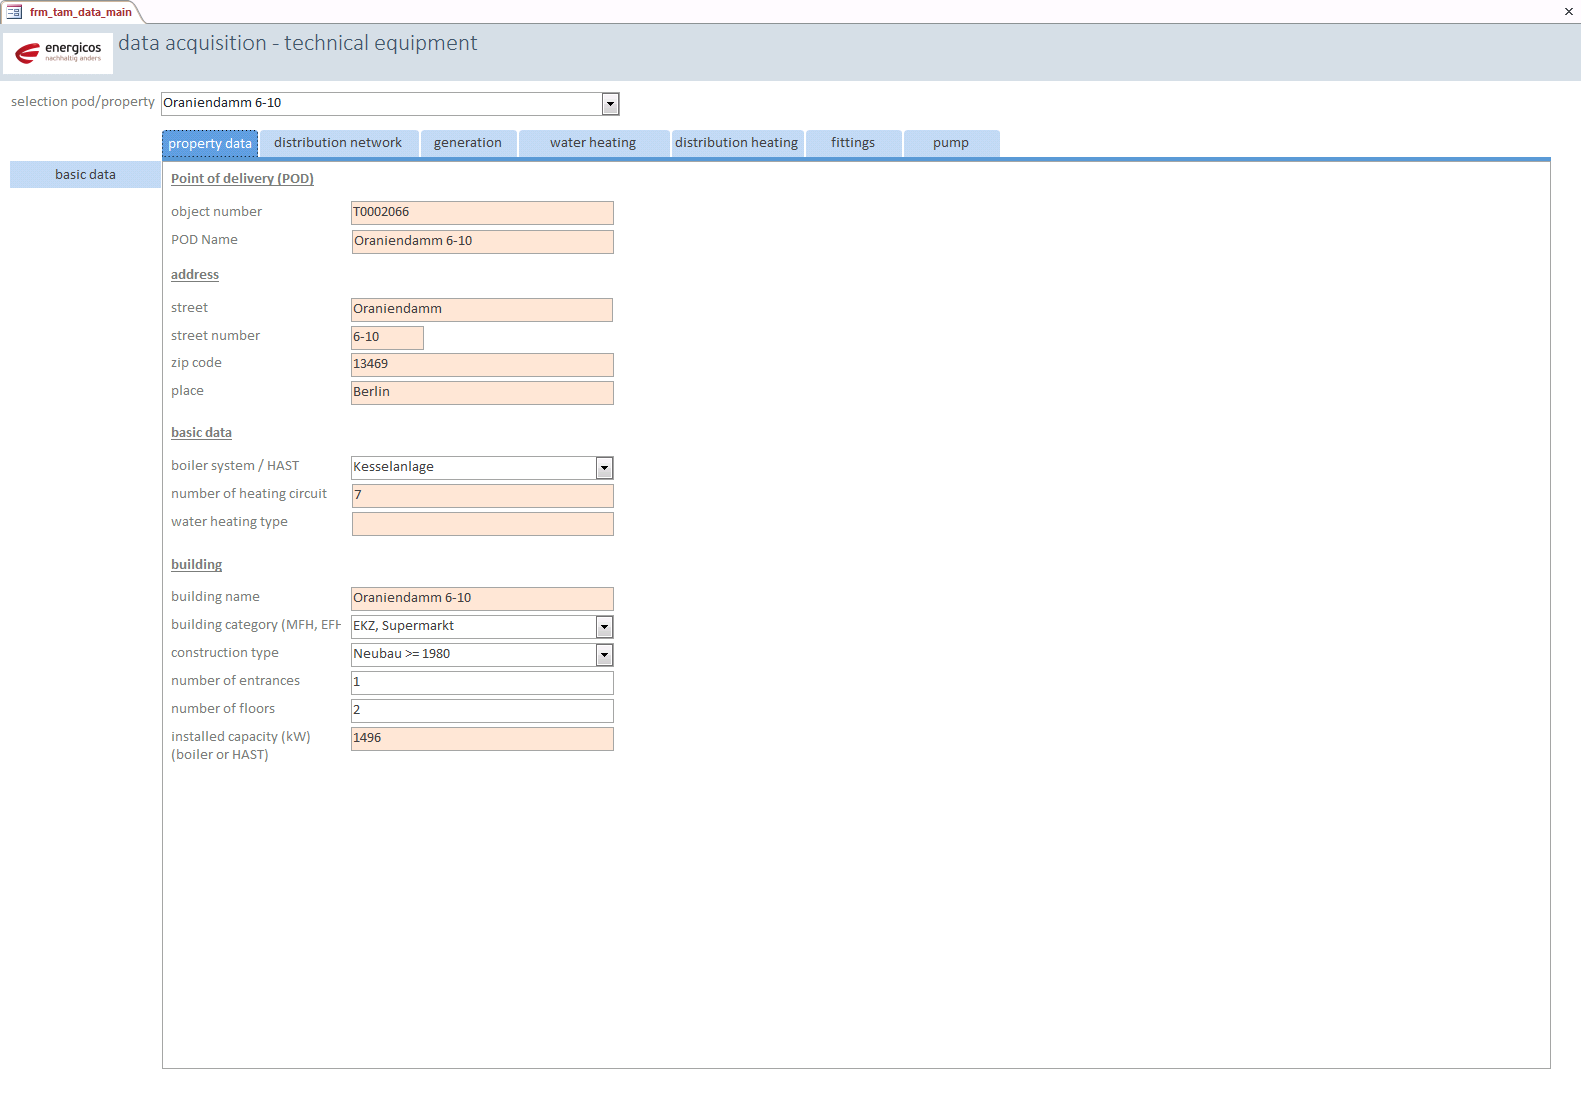 frm_tam_data_main
energicos
nachhaltig anders
data acquisition - technical equipment
selection pod/property Oraniendamm 6-10
property data distribution network generation water heating distribution heating fittings pump
basic data
Point of delivery (POD)
object number T0002066
POD Name Oraniendamm 6-10
address
street Oraniendamm
street number 6-10
zip code 13469
place Berlin
basic data
boiler system / HAST Kesselanlage
number of heating circuit 7
water heating type
building
building name Oraniendamm 6-10
building category (MFH, EFH EKZ, Supermarkt
construction type Neubau >= 1980
number of entrances 1
number of floors 2
installed capacity (kW) 1496
(boiler or HAST)